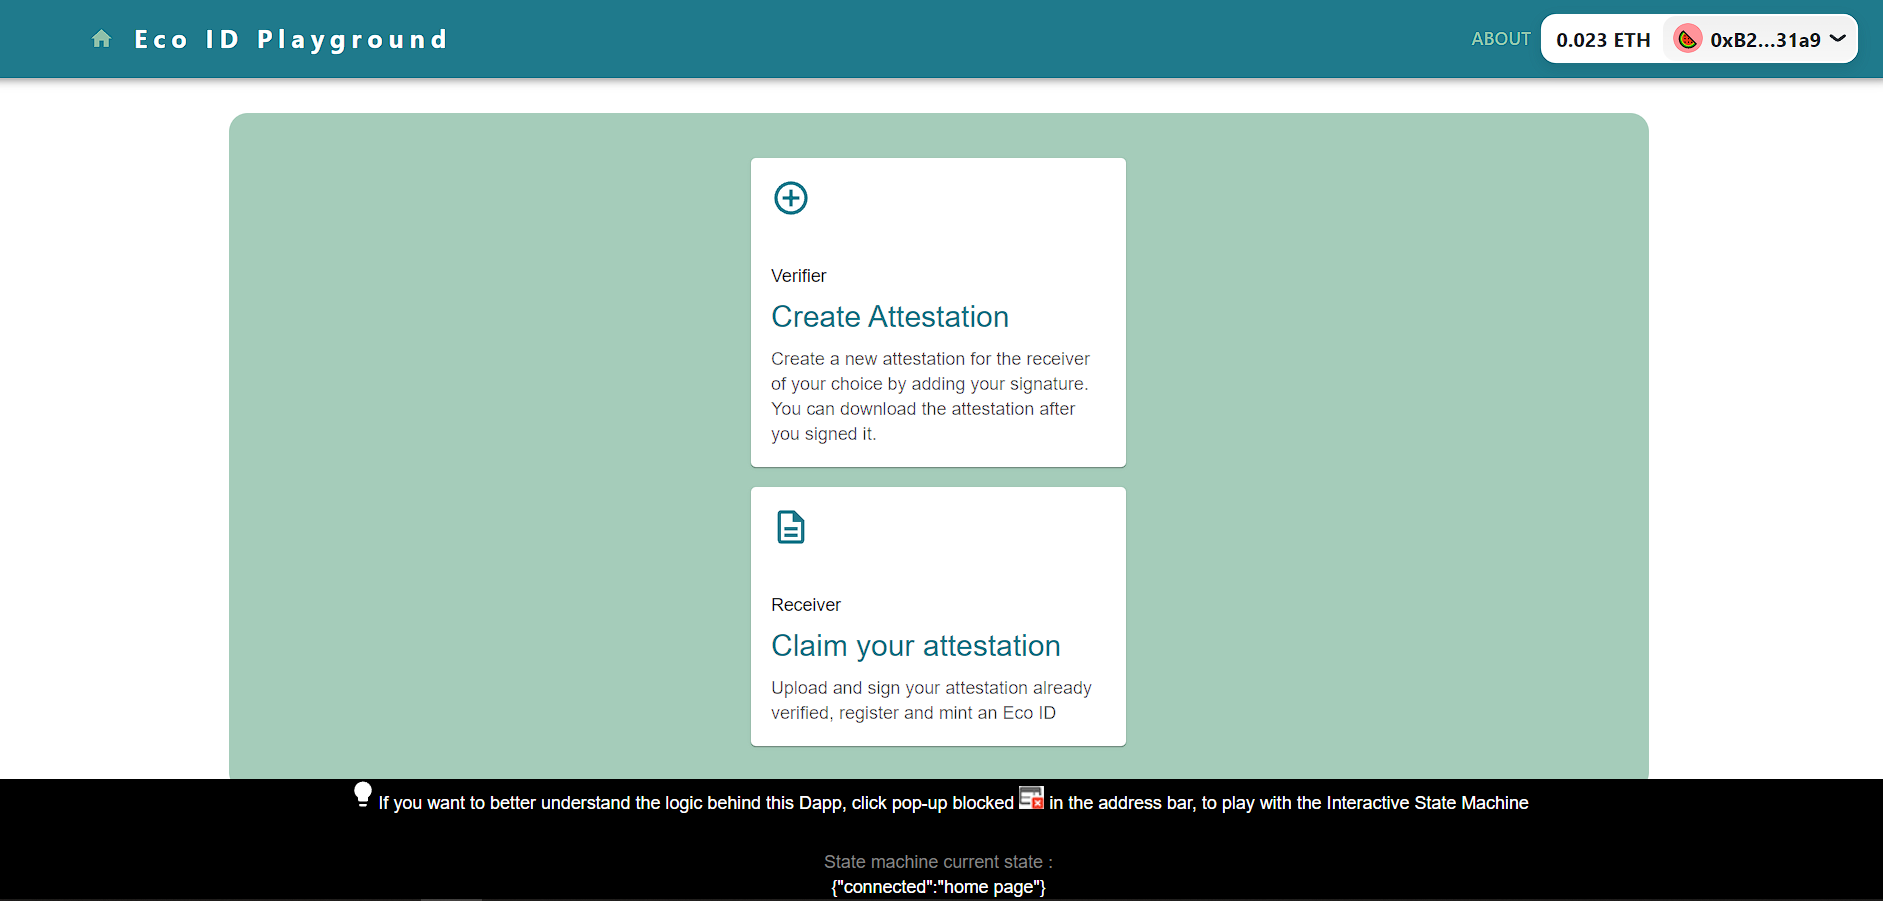 Eco ID Playground
ABOUT
0.023 ETH
0xB2...31a9
Verifier
Create Attestation
Create a new attestation for the receiver
of your choice by adding your signature.
You can download the attestation after
you signed it.
Receiver
Claim your attestation
Upload and sign your attestation already
verified, register and mint an Eco ID
If you want to better understand the logic behind this Dapp, click pop-up blocked in the address bar, to play with the Interactive State Machine
State machine current state :
{"connected":"home page"}